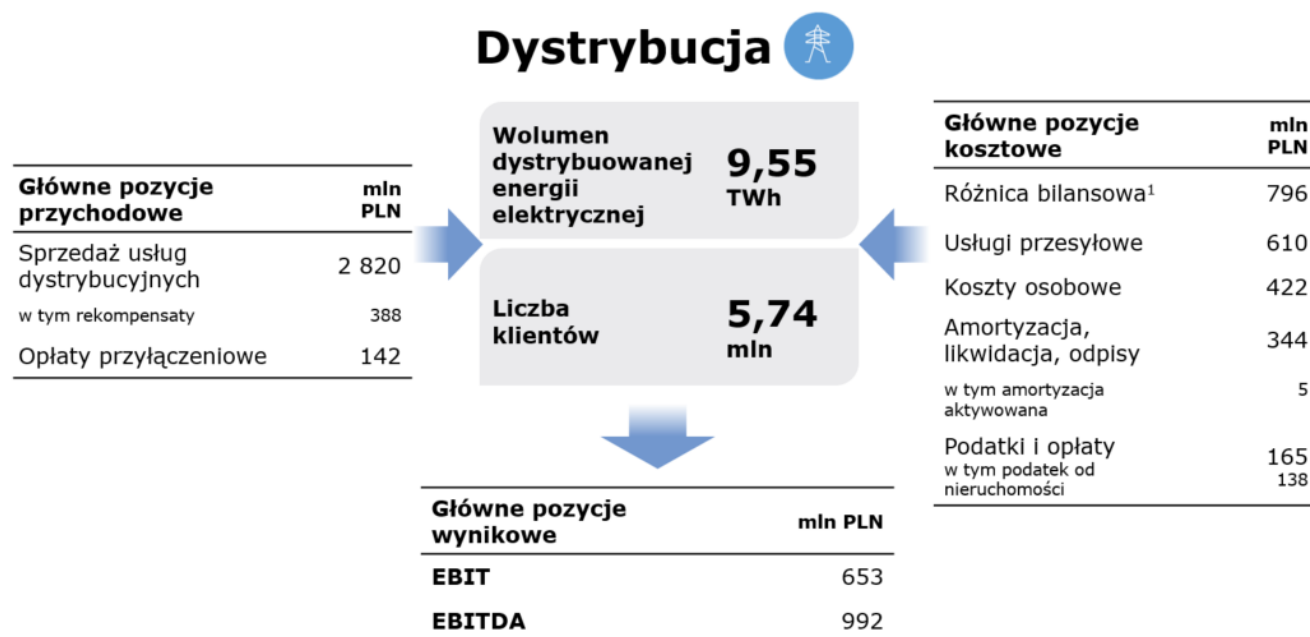 Dystrybucja
Główne pozycje
przychodowe
mln
PLN
Sprzedaż usług
dystrybucyjnych
2 820
w tym rekompensaty 388
Opłaty przyłączeniowe 142
Wolumen
dystrybuowanej
energii
elektrycznej
9,55
TWh
Liczba
klientów
5,74
mln
Główne pozycje
kosztowe
mln
PLN
Różnica bilansowa¹ 796
Usługi przesyłowe 610
Koszty osobowe 422
Amortyzacja,
likwidacja, odpisy
344
w tym amortyzacja 5
aktywowana
Podatki i opłaty 165
w tym podatek od 138
nieruchomości
Główne pozycje
wynikowe
mln PLN
EBIT 653
EBITDA 992